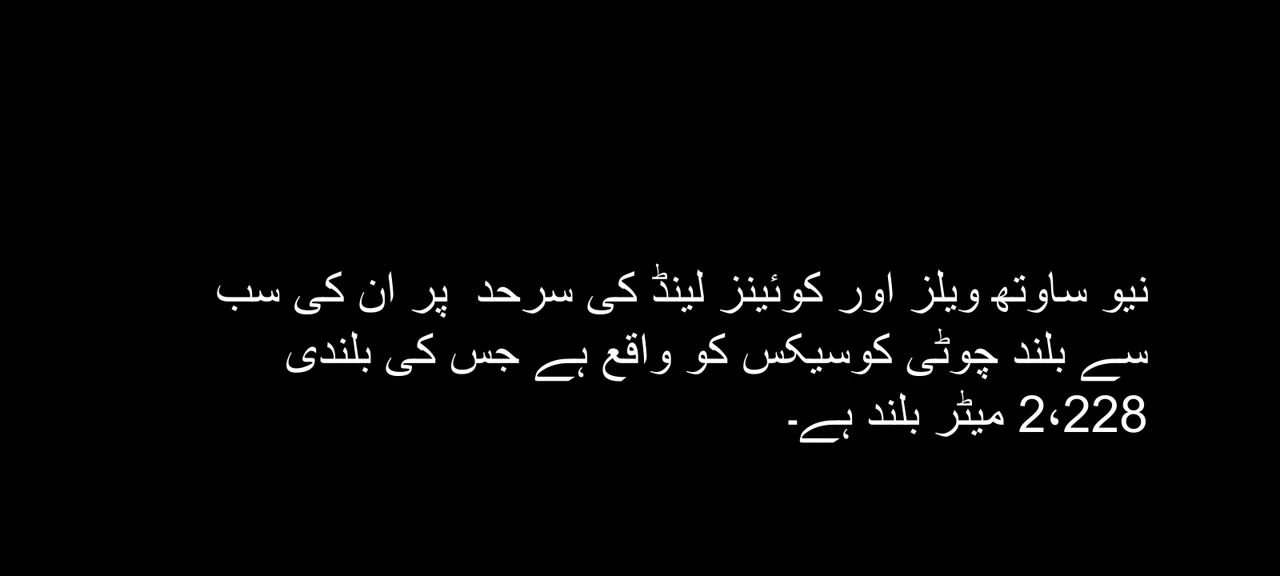 نیو ساوتھ ویلز اور کوئینز لینڈ کی سرحد پر ان کی سب
سے بلند چوٹی کوسیکس کو واقع ہے جس کی بلندی
2،228 میٹر بلند ہے۔